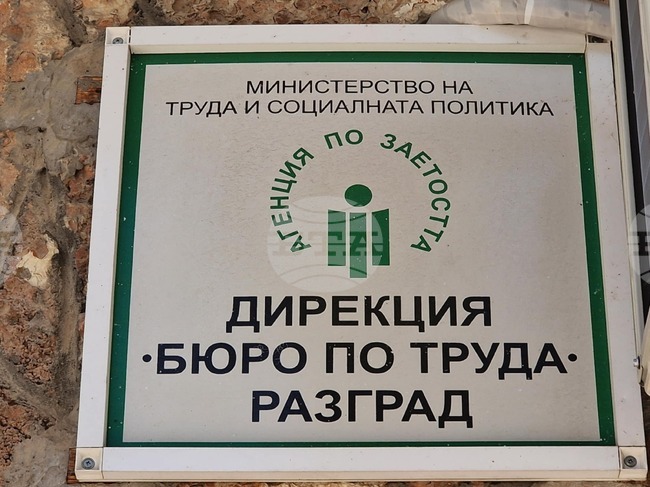 МИНИСТЕРСТВО НА
ТРУДА И СОЦИАЛНАТА ПОЛИТИКА
АГЕНЦИЯ ПО ЗАЕТОСТТА
ДИРЕКЦИЯ
·БЮРО ПО ТРУДА·
РАЗГРАД